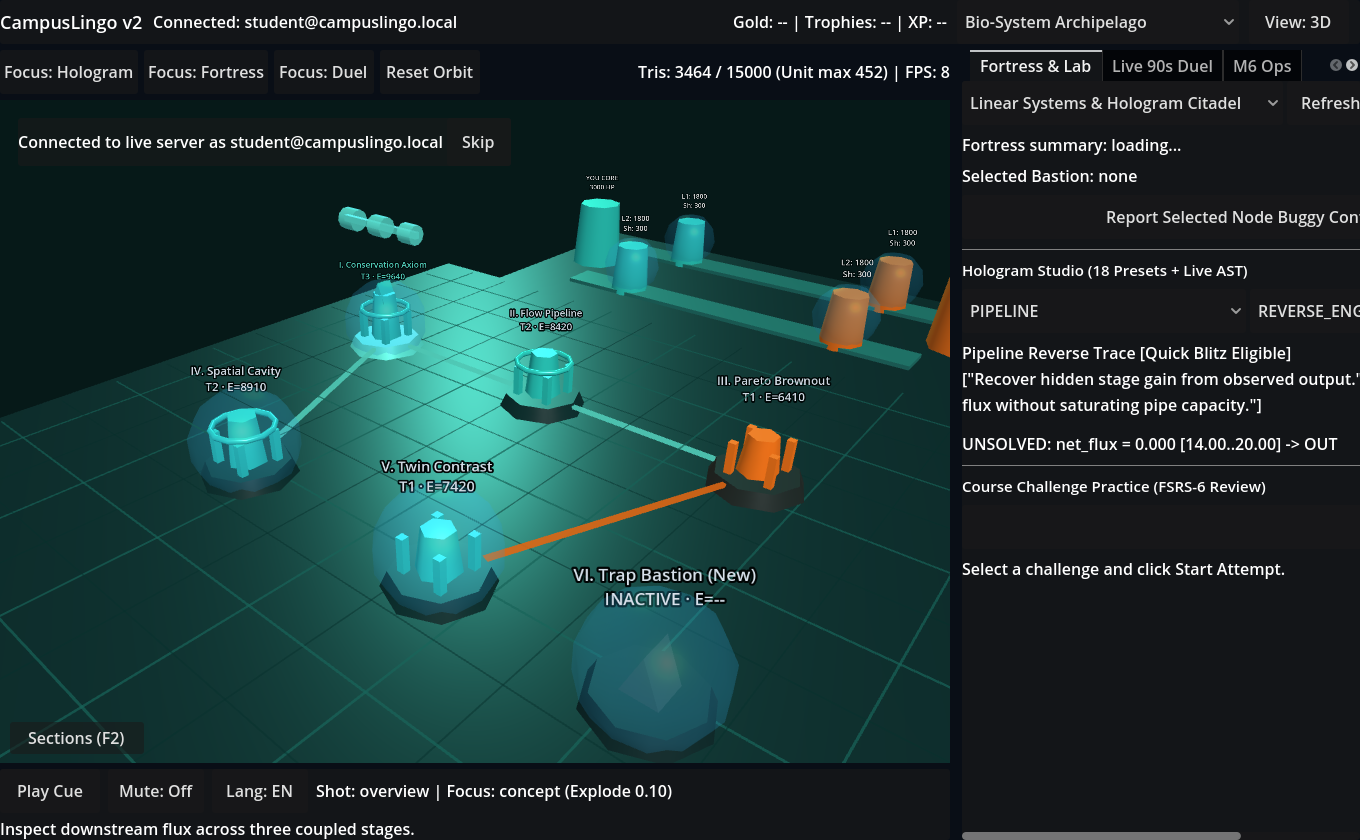 CampusLingo v2 Connected: student@campuslingo.local Gold: -- | Trophies: -- | XP: -- Bio-System Archipelago View: 3D
Focus: Hologram Focus: Fortress Focus: Duel Reset Orbit Tris: 3464 / 15000 (Unit max 452) | FPS: 8
Connected to live server as student@campuslingo.local Skip
YOU CORE
3000 HP
L1: 1800
Sh: 300
L2: 1800
Sh: 300
L1: 1800
Sh: 300
L2: 1800
Sh: 300
I. Conservation Axiom
T3 · E=9640
II. Flow Pipeline
T2 · E=8420
IV. Spatial Cavity
T2 · E=8910
III. Pareto Brownout
T1 · E=6410
V. Twin Contrast
T1 · E=7420
VI. Trap Bastion (New)
INACTIVE · E=--
Sections (F2)
Play Cue Mute: Off Lang: EN Shot: overview | Focus: concept (Explode 0.10)
Inspect downstream flux across three coupled stages.
Fortress & Lab Live 90s Duel M6 Ops
Linear Systems & Hologram Citadel Refresh
Fortress summary: loading...
Selected Bastion: none
Report Selected Node Buggy Con
Hologram Studio (18 Presets + Live AST)
PIPELINE REVERSE_ENG
Pipeline Reverse Trace [Quick Blitz Eligible]
["Recover hidden stage gain from observed output."
flux without saturating pipe capacity."]
UNSOLVED: net_flux = 0.000 [14.00..20.00] -> OUT
Course Challenge Practice (FSRS-6 Review)
Select a challenge and click Start Attempt.